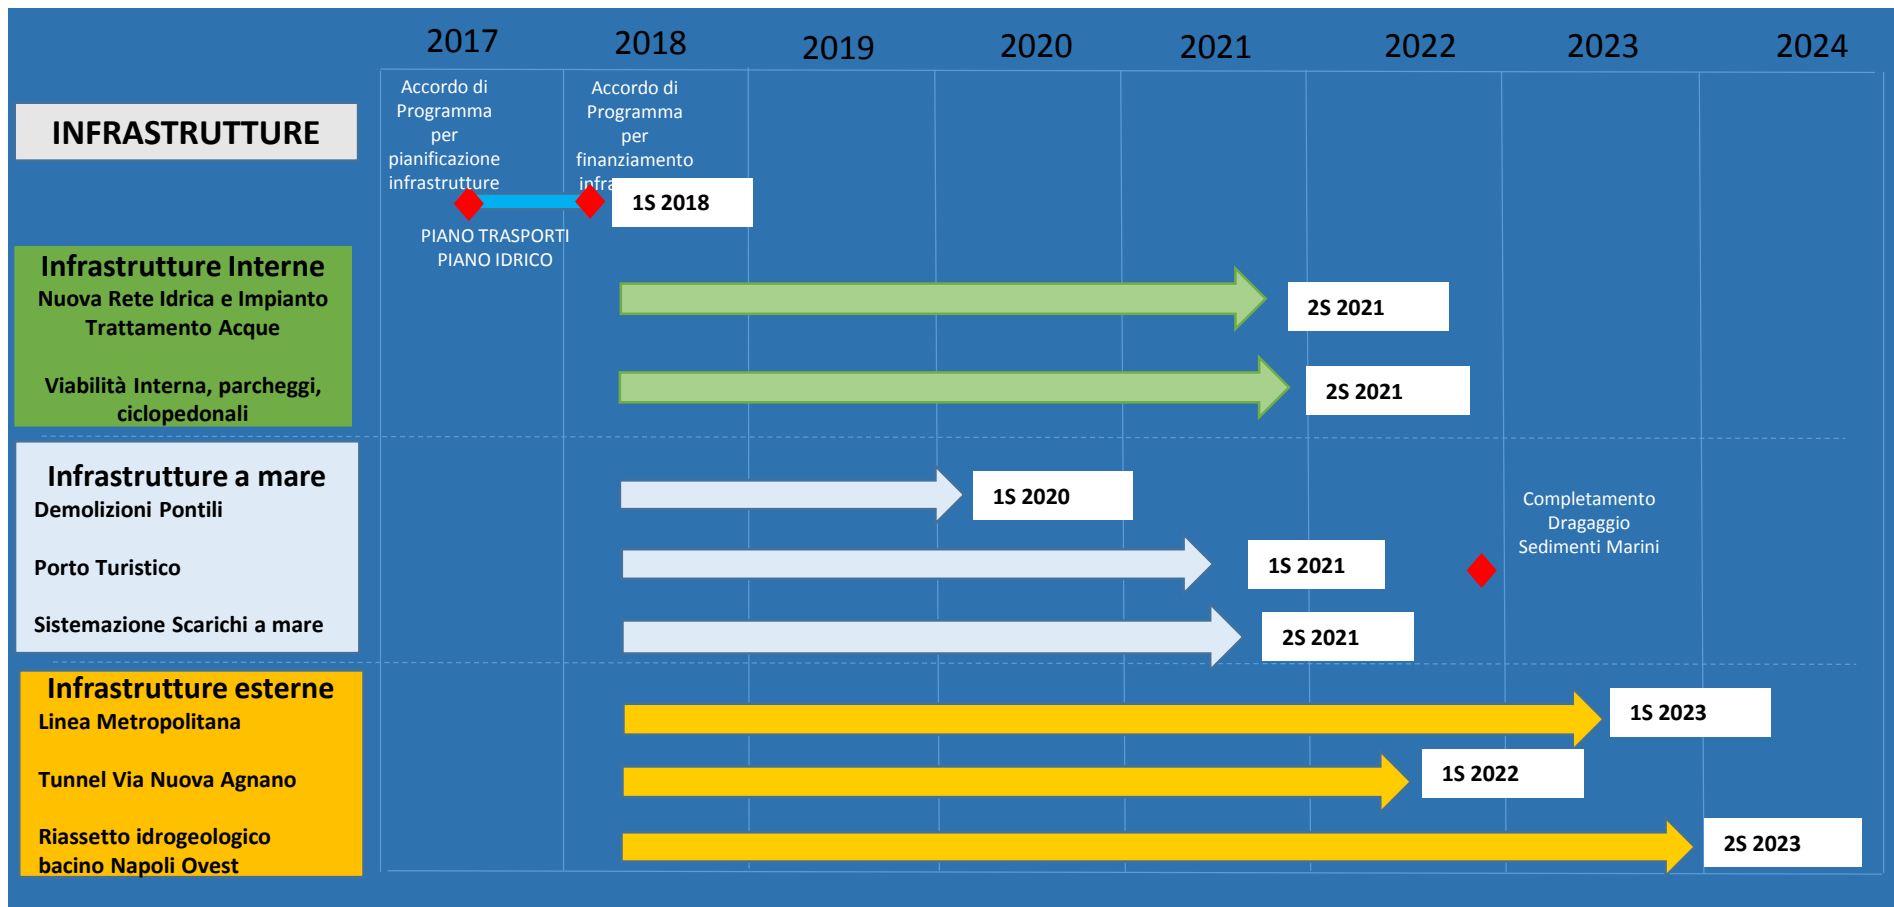 2017 2018 2019 2020 2021 2022 2023 2024
INFRASTRUTTURE
Accordo di
Programma
per
pianificazione
infrastrutture
Accordo di
Programma
per
finanziamento
1S 2018
PIANO TRASPORTI
PIANO IDRICO
Infrastrutture Interne
Nuova Rete Idrica e Impianto
Trattamento Acque
2S 2021
Viabilità Interna, parcheggi,
ciclopedonali
2S 2021
Infrastrutture a mare
Demolizioni Pontili
1S 2020
Completamento
Dragaggio
Sedimenti Marini
Porto Turistico
1S 2021
Sistemazione Scarichi a mare
2S 2021
Infrastrutture esterne
Linea Metropolitana
1S 2023
Tunnel Via Nuova Agnano
1S 2022
Riassetto idrogeologico
bacino Napoli Ovest
2S 2023